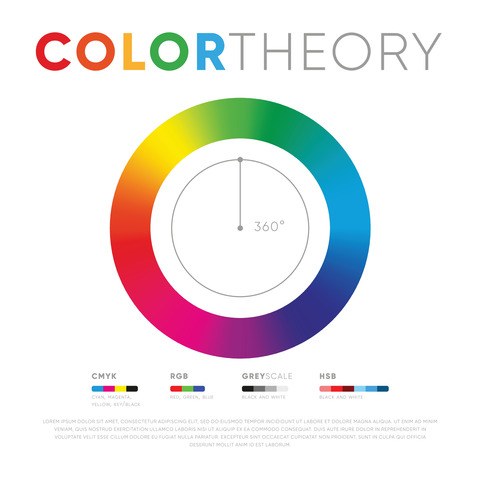 COLORTHEORY
360°
CMYK
CYAN, MAGENTA,
YELLOW, KEY/BLACK
RGB
RED, GREEN, BLUE
GREYSCALE
BLACK AND WHITE
HSB
BLACK AND WHITE
LOREM IPSUM DOLOR SIT AMET, CONSECTETUR ADIPISCING ELIT, SED DO EIUSMOD TEMPOR INCIDIDUNT UT LABORE ET DOLORE MAGNA ALIQUA. UT ENIM AD MINIM
VENIAM, QUIS NOSTRUD EXERCITATION ULLAMCO LABORIS NISI UT ALIQUIP EX EA COMMODO CONSEQUAT. DUIS AUTE IRURE DOLOR IN REPREHENDERIT IN
VOLUPTATE VELIT ESSE CILLUM DOLORE EU FUGIAT NULLA PARIATUR. EXCEPTEUR SINT OCCAECAT CUPIDATAT NON PROIDENT, SUNT IN CULPA QUI OFFICIA
DESERUNT MOLLIT ANIM ID EST LABORUM.